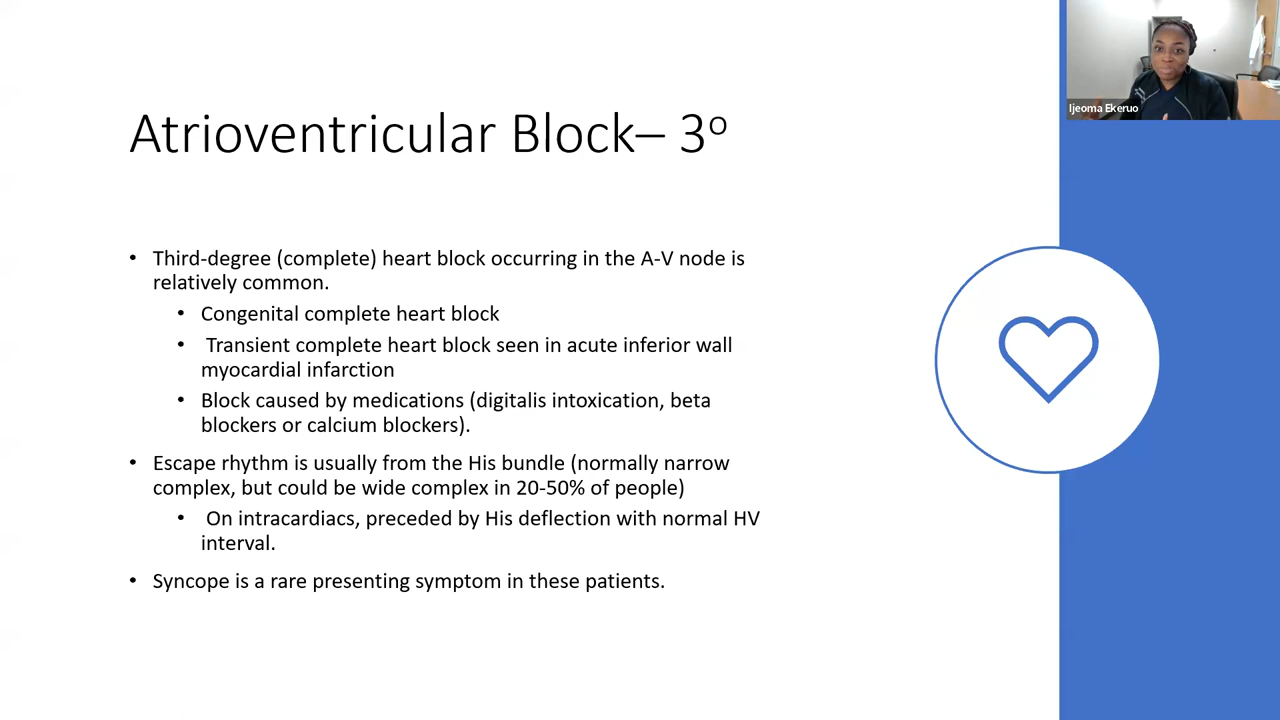 Ijeoma Ekeruo
Atrioventricular Block– 3º
• Third-degree (complete) heart block occurring in the A-V node is
relatively common.
• Congenital complete heart block
• Transient complete heart block seen in acute inferior wall
myocardial infarction
• Block caused by medications (digitalis intoxication, beta
blockers or calcium blockers).
• Escape rhythm is usually from the His bundle (normally narrow
complex, but could be wide complex in 20-50% of people)
• On intracardiacs, preceded by His deflection with normal HV
interval.
• Syncope is a rare presenting symptom in these patients.